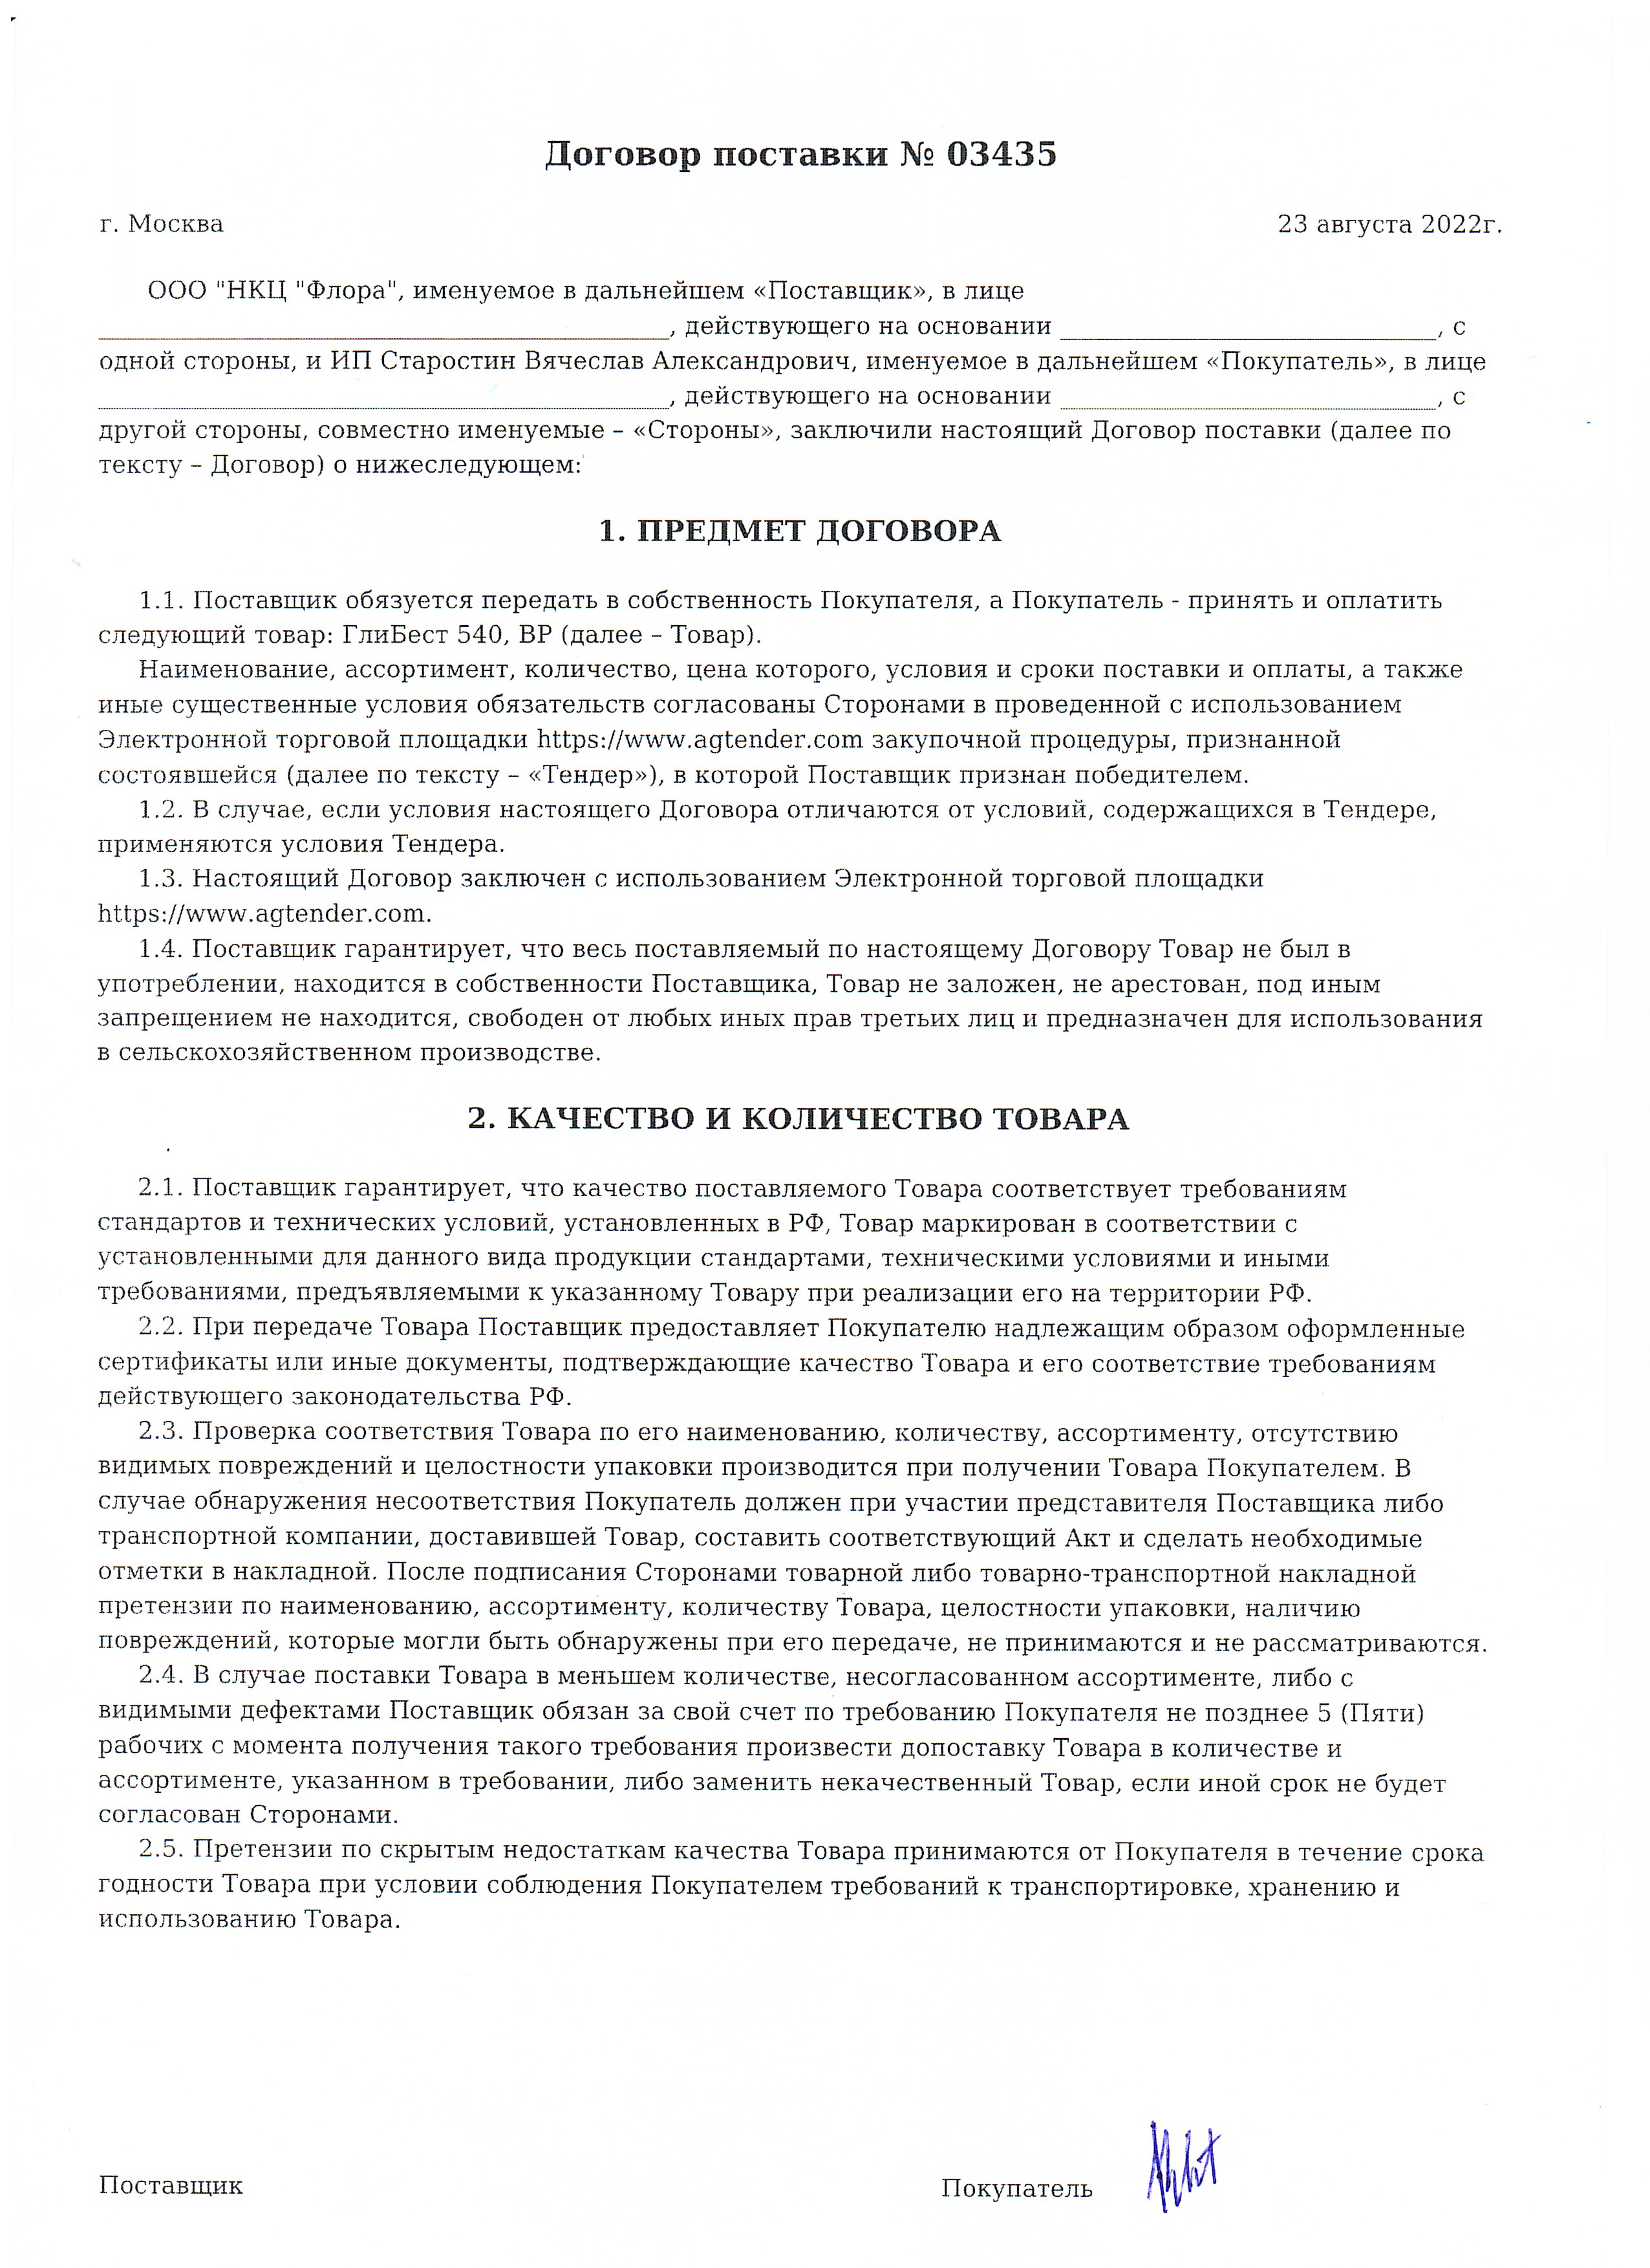 Договор поставки № 03435
г. Москва 23 августа 2022г.
ООО "НКЦ "Флора", именуемое в дальнейшем «Поставщик», в лице
, действующего на основании , с
одной стороны, и ИП Старостин Вячеслав Александрович, именуемое в дальнейшем «Покупатель», в лице
, действующего на основании , с
другой стороны, совместно именуемые – «Стороны», заключили настоящий Договор поставки (далее по
тексту – Договор) о нижеследующем:
1. ПРЕДМЕТ ДОГОВОРА
1.1. Поставщик обязуется передать в собственность Покупателя, а Покупатель - принять и оплатить
следующий товар: ГлиБест 540, ВР (далее – Товар).
Наименование, ассортимент, количество, цена которого, условия и сроки поставки и оплаты, а также
иные существенные условия обязательств согласованы Сторонами в проведенной с использованием
Электронной торговой площадки https://www.agtender.com закупочной процедуры, признанной
состоявшейся (далее по тексту – «Тендер»), в которой Поставщик признан победителем.
1.2. В случае, если условия настоящего Договора отличаются от условий, содержащихся в Тендере,
применяются условия Тендера.
1.3. Настоящий Договор заключен с использованием Электронной торговой площадки
https://www.agtender.com.
1.4. Поставщик гарантирует, что весь поставляемый по настоящему Договору Товар не был в
употреблении, находится в собственности Поставщика, Товар не заложен, не арестован, под иным
запрещением не находится, свободен от любых иных прав третьих лиц и предназначен для использования
в сельскохозяйственном производстве.
2. КАЧЕСТВО И КОЛИЧЕСТВО ТОВАРА
2.1. Поставщик гарантирует, что качество поставляемого Товара соответствует требованиям
стандартов и технических условий, установленных в РФ, Товар маркирован в соответствии с
установленными для данного вида продукции стандартами, техническими условиями и иными
требованиями, предъявляемыми к указанному Товару при реализации его на территории РФ.
2.2. При передаче Товара Поставщик предоставляет Покупателю надлежащим образом оформленные
сертификаты или иные документы, подтверждающие качество Товара и его соответствие требованиям
действующего законодательства РФ.
2.3. Проверка соответствия Товара по его наименованию, количеству, ассортименту, отсутствию
видимых повреждений и целостности упаковки производится при получении Товара Покупателем. В
случае обнаружения несоответствия Покупатель должен при участии представителя Поставщика либо
транспортной компании, доставившей Товар, составить соответствующий Акт и сделать необходимые
отметки в накладной. После подписания Сторонами товарной либо товарно-транспортной накладной
претензии по наименованию, ассортименту, количеству Товара, целостности упаковки, наличию
повреждений, которые могли быть обнаружены при его передаче, не принимаются и не рассматриваются.
2.4. В случае поставки Товара в меньшем количестве, несогласованном ассортименте, либо с
видимыми дефектами Поставщик обязан за свой счет по требованию Покупателя не позднее 5 (Пяти)
рабочих с момента получения такого требования произвести допоставку Товара в количестве и
ассортименте, указанном в требовании, либо заменить некачественный Товар, если иной срок не будет
согласован Сторонами.
2.5. Претензии по скрытым недостаткам качества Товара принимаются от Покупателя в течение срока
годности Товара при условии соблюдения Покупателем требований к транспортировке, хранению и
использованию Товара.
Поставщик Покупатель